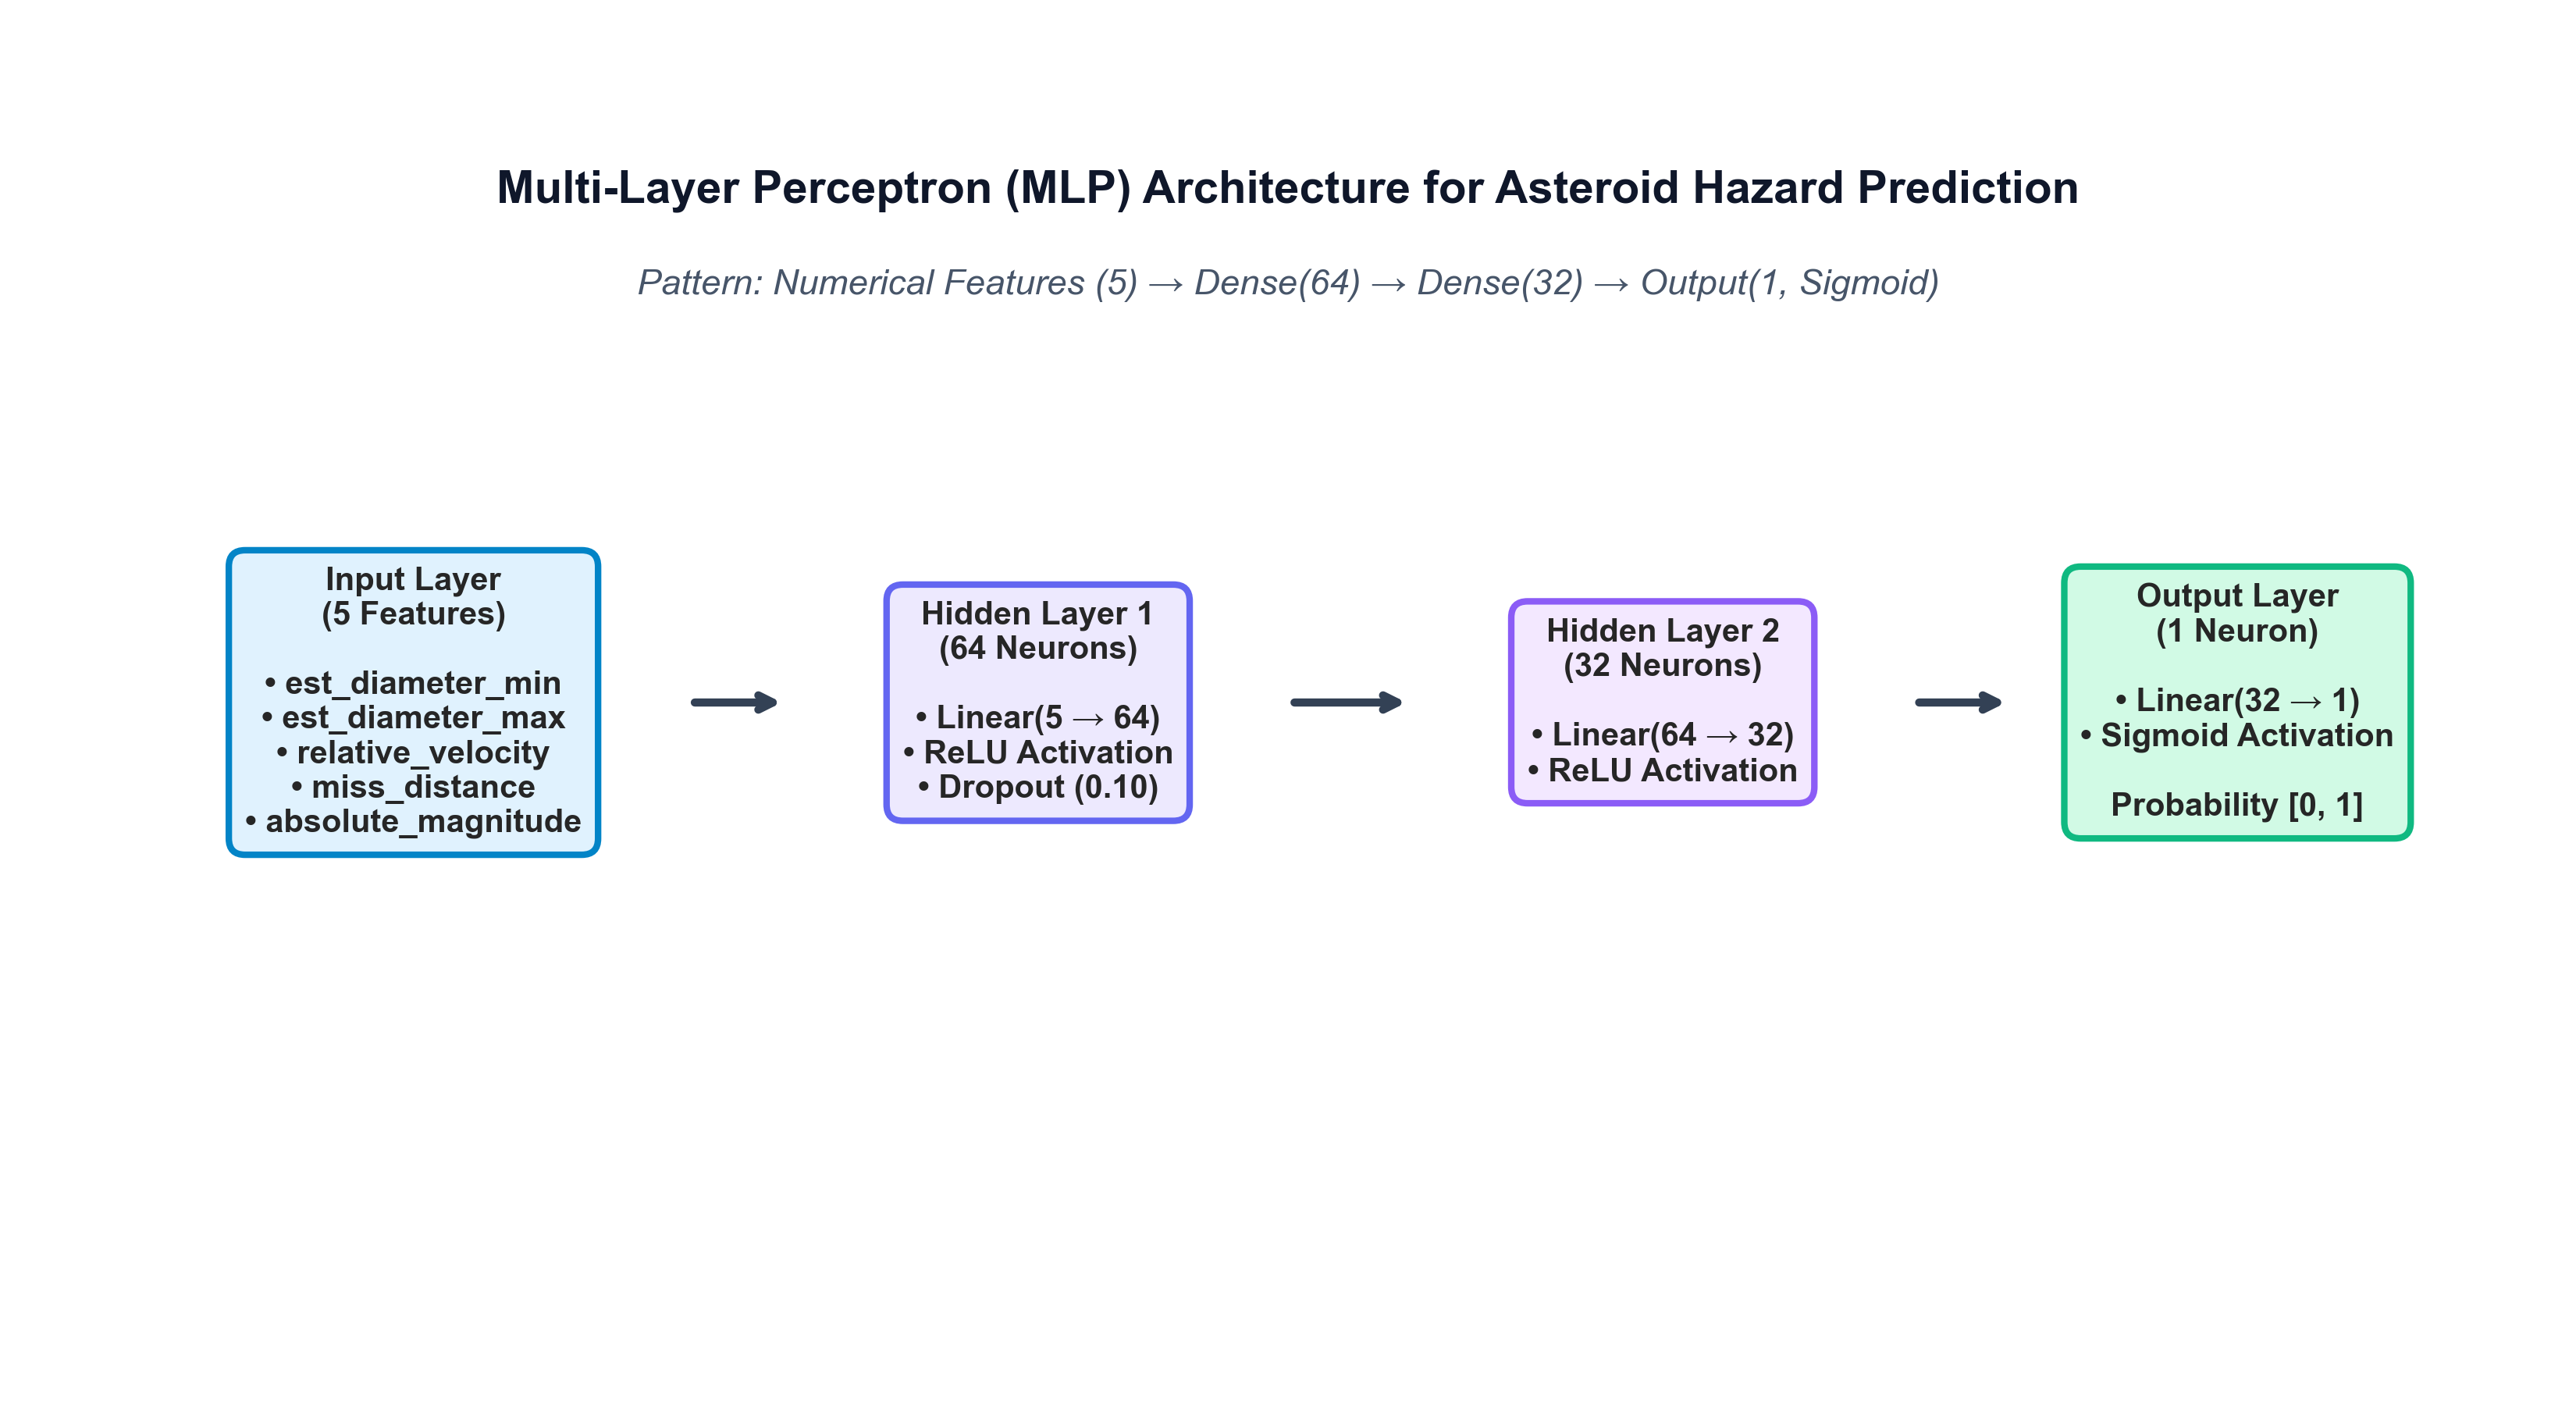 Multi-Layer Perceptron (MLP) Architecture for Asteroid Hazard Prediction
Pattern: Numerical Features (5) → Dense(64) → Dense(32) → Output(1, Sigmoid)
Input Layer
(5 Features)
• est_diameter_min
• est_diameter_max
• relative_velocity
• miss_distance
• absolute_magnitude
Hidden Layer 1
(64 Neurons)
• Linear(5 → 64)
• ReLU Activation
• Dropout (0.10)
Hidden Layer 2
(32 Neurons)
• Linear(64 → 32)
• ReLU Activation
Output Layer
(1 Neuron)
• Linear(32 → 1)
• Sigmoid Activation
Probability [0, 1]